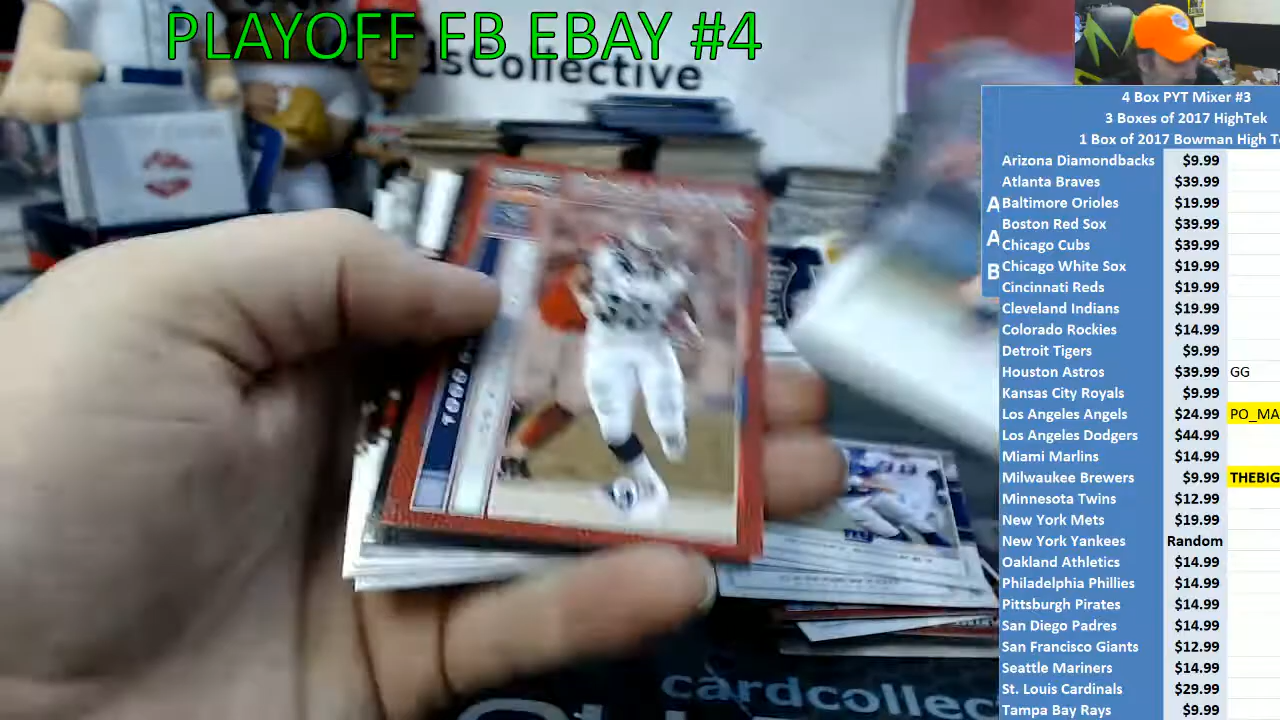 PLAYOFF FB EBAY #4
dsCollective
4 Box PYT Mixer #3
3 Boxes of 2017 HighTek
1 Box of 2017 Bowman High T
Arizona Diamondbacks $9.99
Atlanta Braves $39.99
A Baltimore Orioles $19.99
Boston Red Sox $39.99
A Chicago Cubs $39.99
B Chicago White Sox $19.99
Cincinnati Reds $19.99
Cleveland Indians $19.99
Colorado Rockies $14.99
Detroit Tigers $9.99
Houston Astros $39.99 GG
Kansas City Royals $9.99
Los Angeles Angels $24.99 PO_MA
Los Angeles Dodgers $44.99
Miami Marlins $14.99
Milwaukee Brewers $9.99 THEBIG
Minnesota Twins $12.99
New York Mets $19.99
New York Yankees Random
Oakland Athletics $14.99
Philadelphia Phillies $14.99
Pittsburgh Pirates $14.99
San Diego Padres $14.99
San Francisco Giants $12.99
Seattle Mariners $14.99
St. Louis Cardinals $29.99
Tampa Bay Rays $9.99
cardcollec